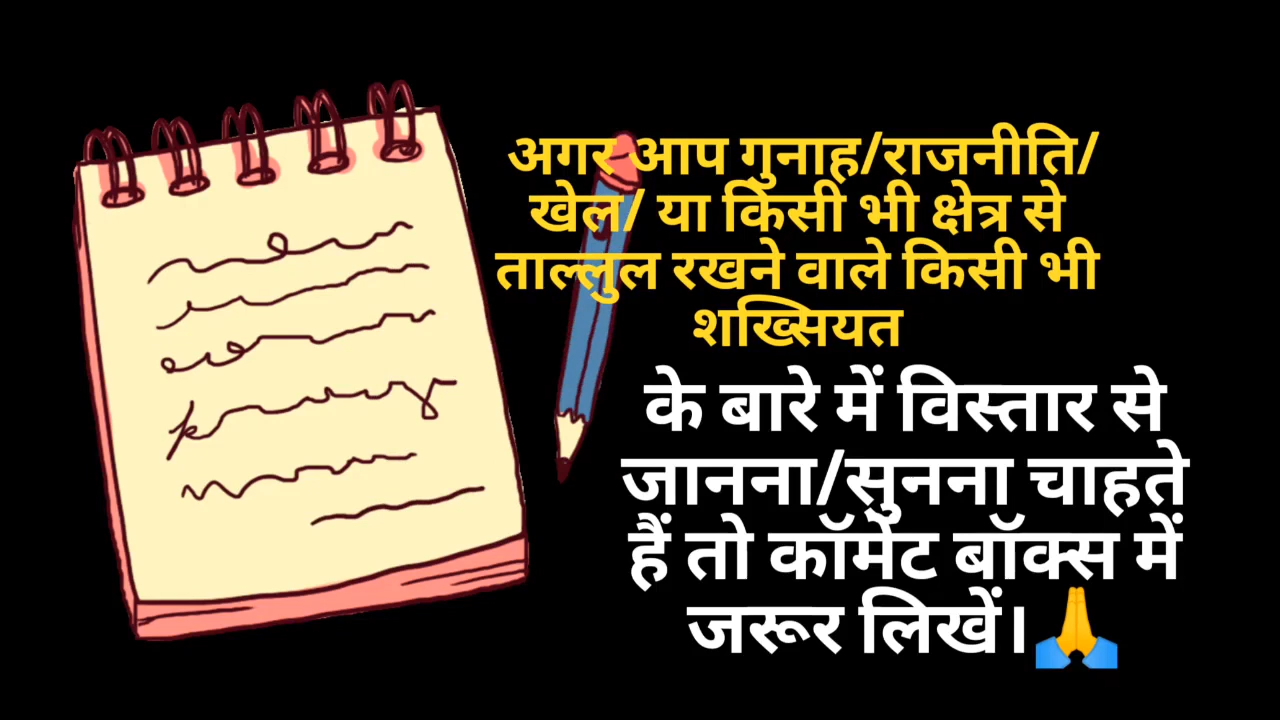 अगर आप गुनाह/राजनीति/
खेल/ या किसी भी क्षेत्र से
ताल्लुल रखने वाले किसी भी
शख्सियत
के बारे में विस्तार से
जानना/सुनना चाहते
हैं तो कॉमेंट बॉक्स में
जरूर लिखें।🙏